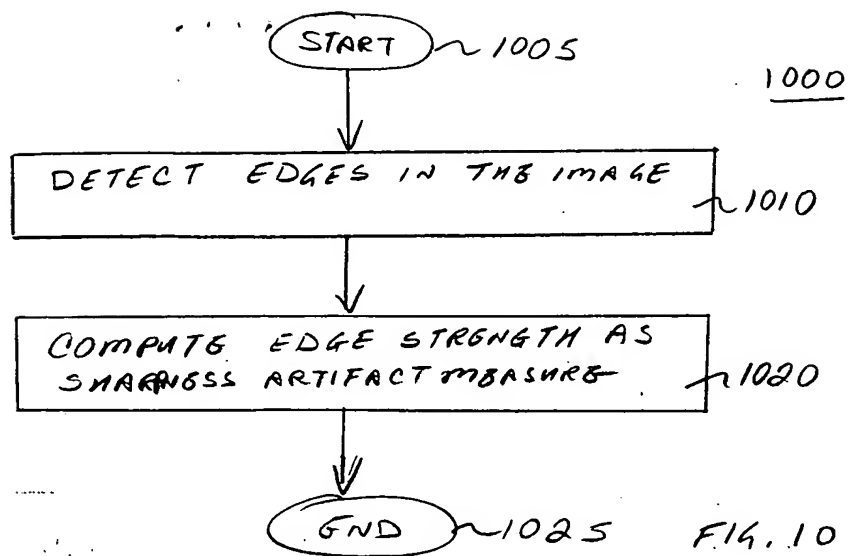 START 1005
1000
DETECT EDGES IN THE IMAGE
1010
COMPUTE EDGE STRENGTH AS
SHARPNESS ARTIFACT MEASURE
1020
END 1025 FIG. 10